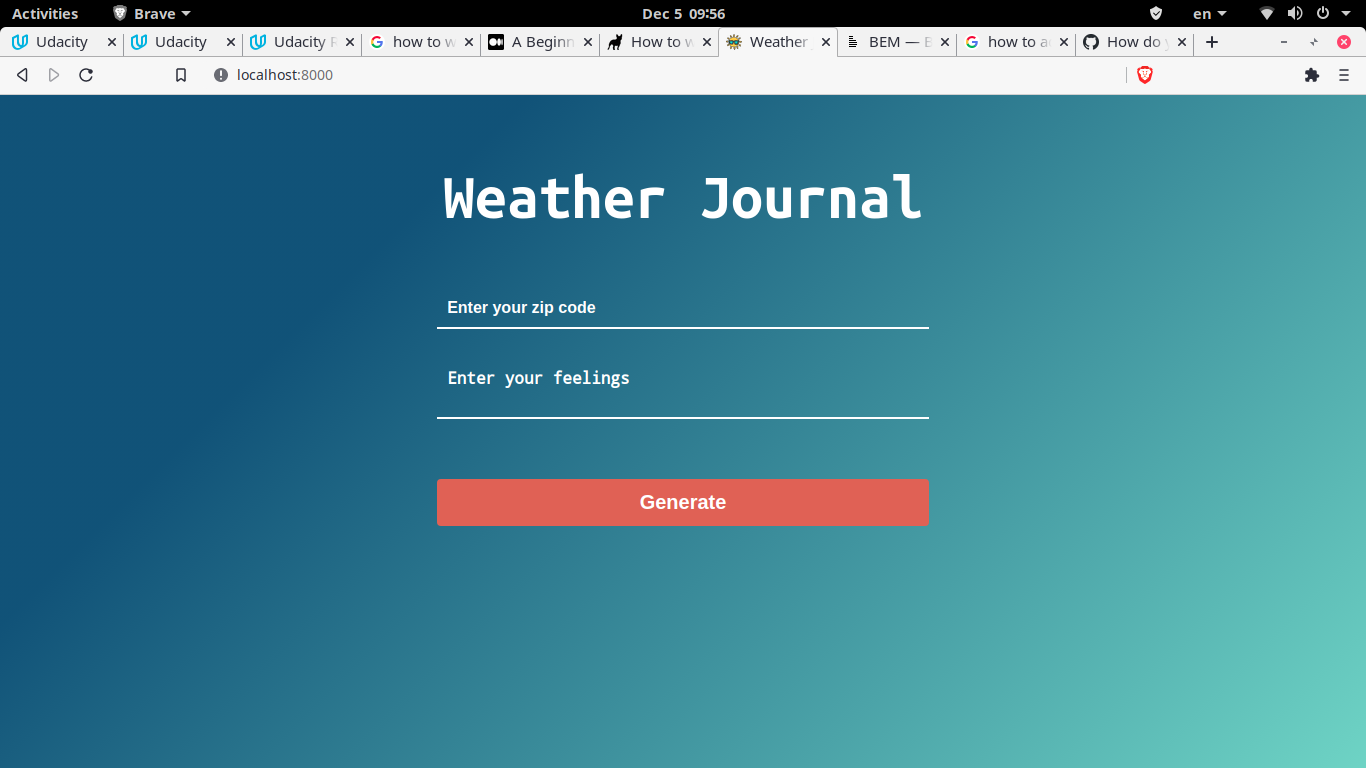 Activities Brave Dec 5 09:56 en
Udacity Udacity Udacity how to w A Beginn How to w Weather BEM — how to a How do
localhost:8000
Weather Journal
Enter your zip code
Enter your feelings
Generate